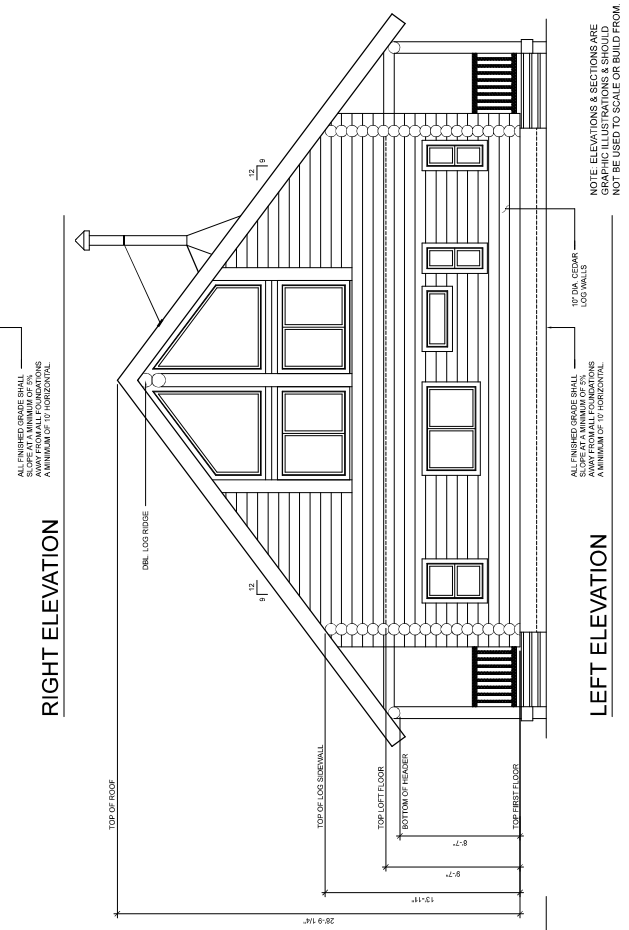 ALL FINISHED GRADE SHALL
SLOPE AT A MINIMUM OF 5%
AWAY FROM ALL FOUNDATIONS
A MINIMUM OF 10' HORIZONTAL.
RIGHT ELEVATION
DBL. LOG RIDGE
12
9
12
9
TOP OF ROOF
TOP OF LOG SIDEWALL
TOP LOFT FLOOR
BOTTOM OF HEADER
TOP FIRST FLOOR
28'-9 1/4"
13'-11"
9'-7"
8'-7"
10" DIA. CEDAR
LOG WALLS
ALL FINISHED GRADE SHALL
SLOPE AT A MINIMUM OF 5%
AWAY FROM ALL FOUNDATIONS
A MINIMUM OF 10' HORIZONTAL.
LEFT ELEVATION
NOTE: ELEVATIONS & SECTIONS ARE
GRAPHIC ILLUSTRATIONS & SHOULD
NOT BE USED TO SCALE OR BUILD FROM.